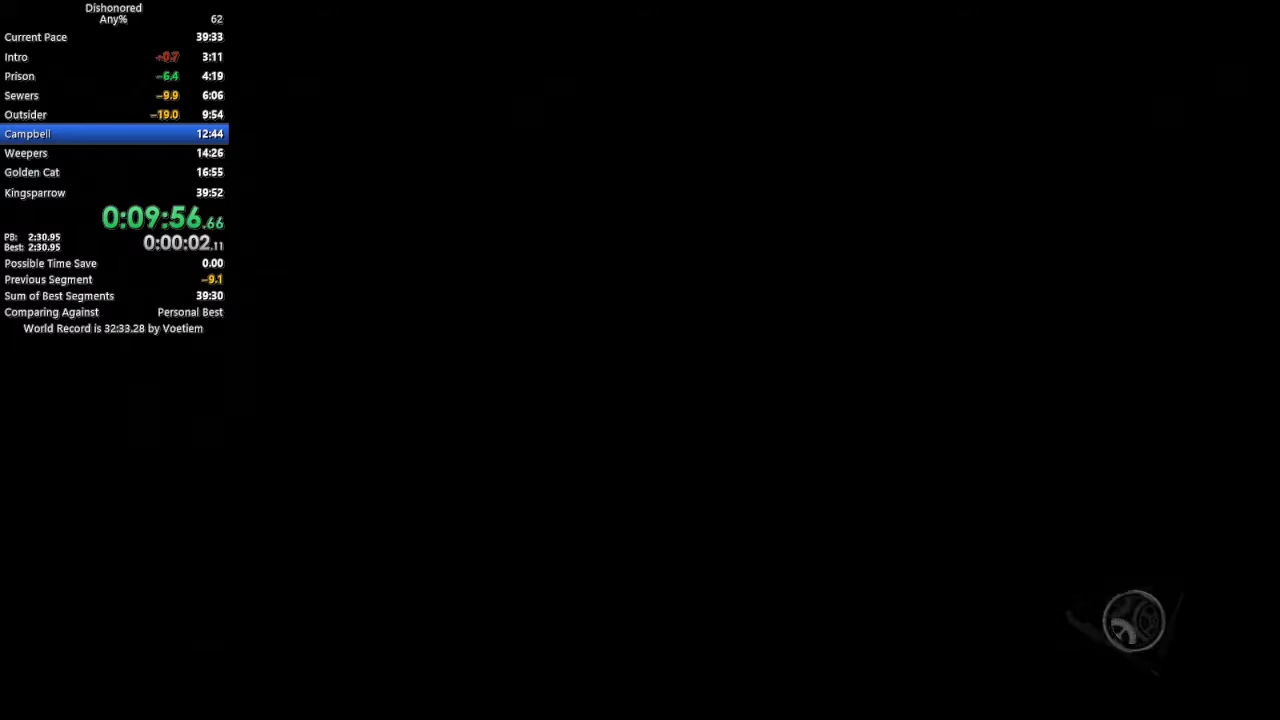 Dishonored
Any% 62
Current Pace 39:33
Intro −0.7 3:11
Prison −6.4 4:19
Sewers −9.9 6:06
Outsider −19.0 9:54
Campbell 12:44
Weepers 14:26
Golden Cat 16:55
Kingsparrow 39:52
0:09:56.66
PB: 2:30.95
Best: 2:30.95
0:00:02.11
Possible Time Save 0.00
Previous Segment −9.1
Sum of Best Segments 39:30
Comparing Against Personal Best
World Record is 32:33.28 by Voetiem